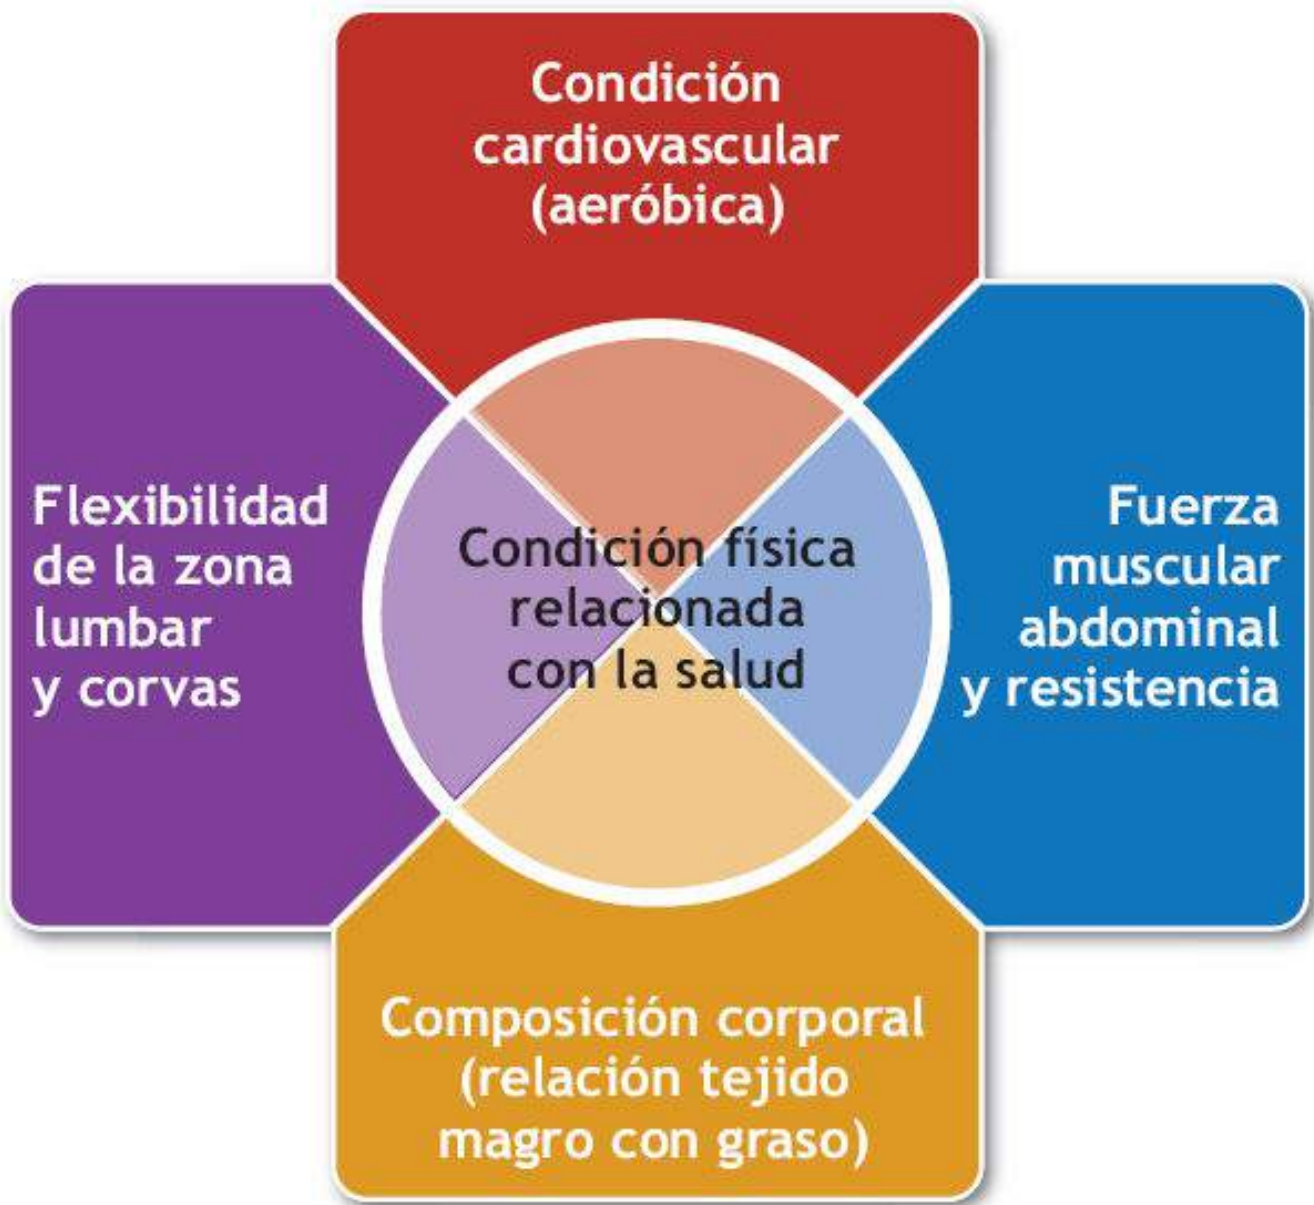 Condición
cardiovascular
(aeróbica)
Flexibilidad
de la zona
lumbar
y corvas
Condición física
relacionada
con la salud
Fuerza
muscular
abdominal
y resistencia
Composición corporal
(relación tejido
magro con graso)